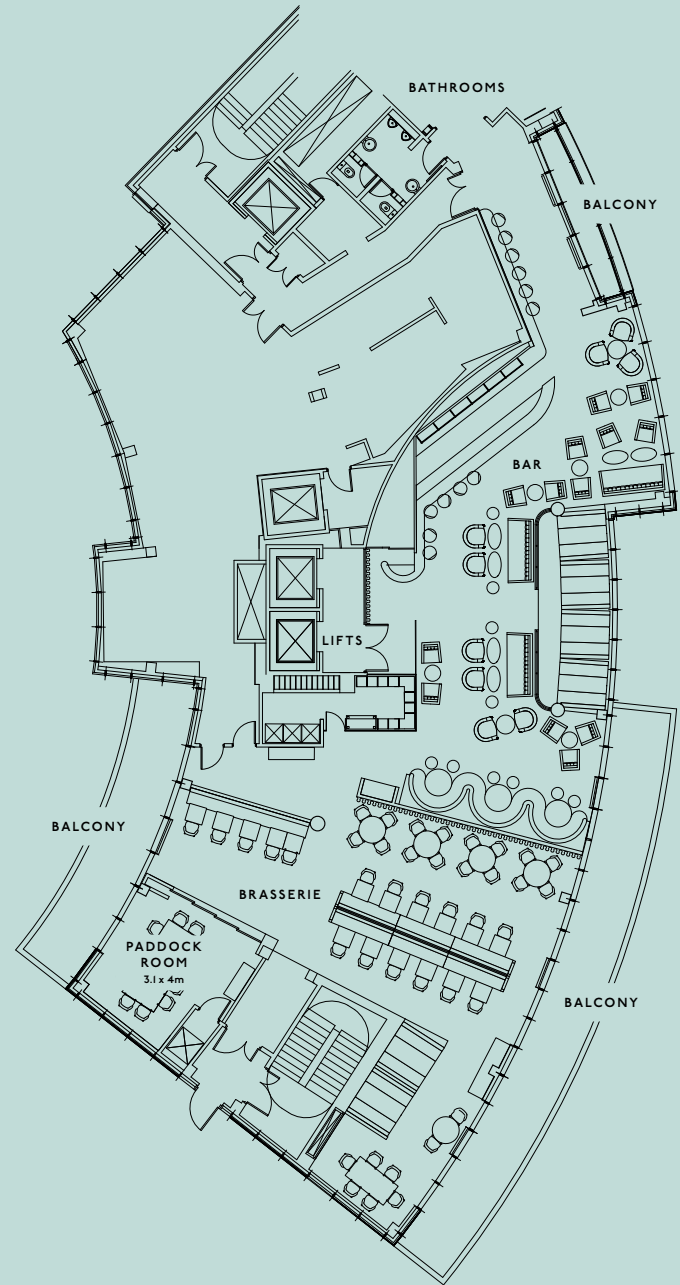 BATHROOMS
BALCONY
BAR
LIFTS
BALCONY
BRASSERIE
PADDOCK
ROOM
3.1 x 4m
BALCONY